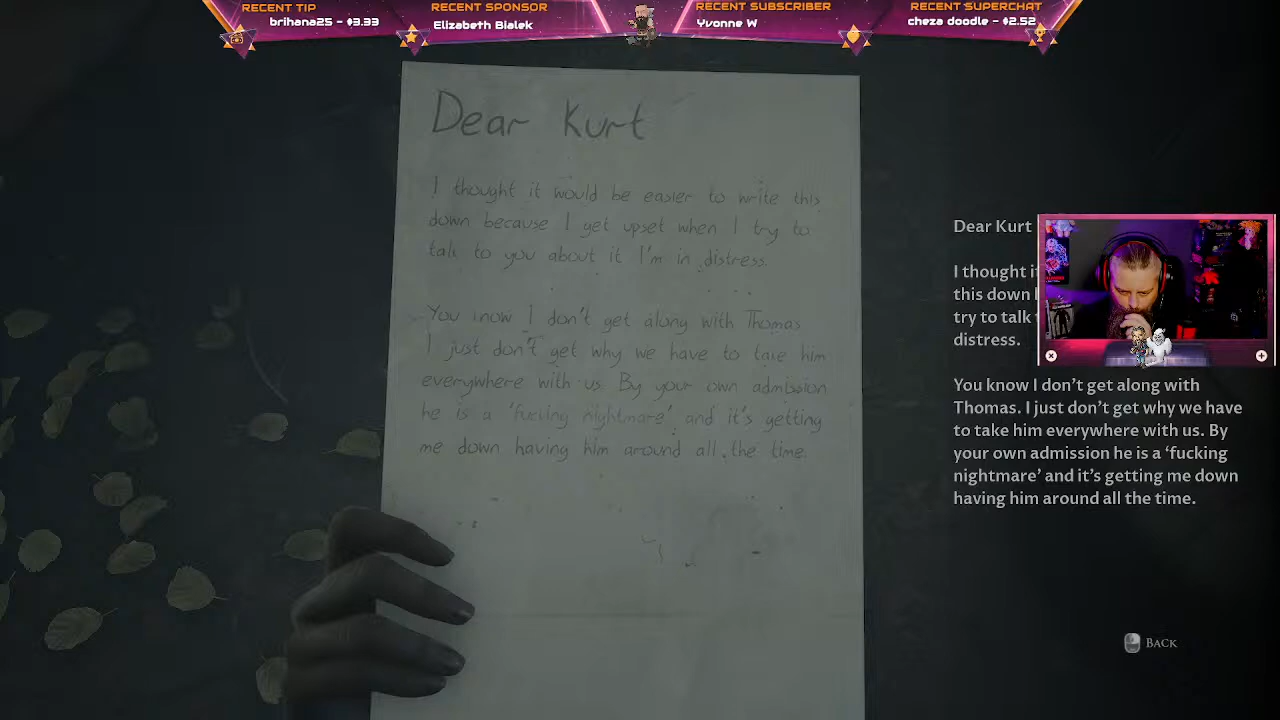 RECENT TIP
brihana25 - $3.33
RECENT SPONSOR
Elizabeth Bialek
RECENT SUBSCRIBER
Yvonne W
RECENT SUPERCHAT
cheza doodle - $2.52
Dear Kurt
I thought it would be easier to write this
down because I get upset when I try to
talk to you about it I'm in distress.
You know I don't get along with Thomas
I just don't get why we have to take him
everywhere with us. By your own admission
he is a 'fucking nightmare' and it's getting
me down having him around all the time.
Dear Kurt
I thought
this down
try to talk
distress.
You know I don't get along with
Thomas. I just don't get why we have
to take him everywhere with us. By
your own admission he is a 'fucking
nightmare' and it's getting me down
having him around all the time.
BACK